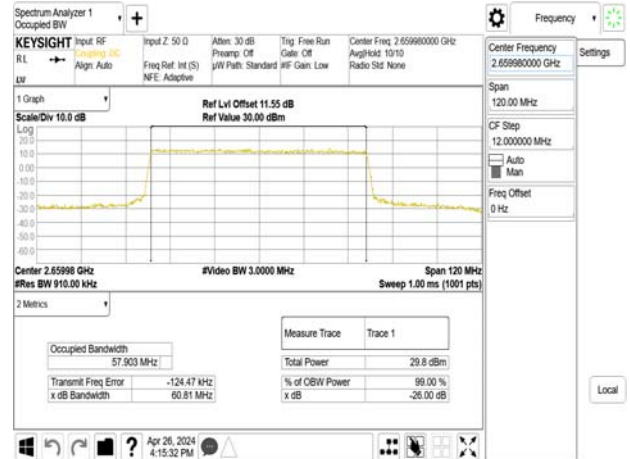 Spectrum Analyzer 1
Occupied BW
Frequency
KEYSIGHT
Input: RF
Coupling: DC
Align: Auto
Input Z: 50 Ω
Freq Ref: Int (S)
NFE: Adaptive
Atten: 30 dB
Preamp: Off
µW Path: Standard
Trig: Free Run
Gate: Off
#IF Gain: Low
Center Freq: 2.659980000 GHz
Avg|Hold: 10/10
Radio Std: None
RL
Center Frequency
2.659980000 GHz
Settings
Span
120.00 MHz
CF Step
12.000000 MHz
Auto
Man
Freq Offset
0 Hz
Local
1 Graph
Scale/Div 10.0 dB
Ref Lvl Offset 11.55 dB
Ref Value 30.00 dBm
Log
20.0
10.0
0.00
-10.0
-20.0
-30.0
-40.0
-50.0
-60.0
Center 2.65998 GHz
#Res BW 910.00 kHz
#Video BW 3.0000 MHz
Span 120 MHz
Sweep 1.00 ms (1001 pts)
2 Metrics
Measure Trace Trace 1
Occupied Bandwidth
57.903 MHz
Total Power 29.8 dBm
Transmit Freq Error -124.47 kHz
% of OBW Power 99.00 %
x dB Bandwidth 60.81 MHz
x dB -26.00 dB
Apr 26, 2024
4:15:32 PM